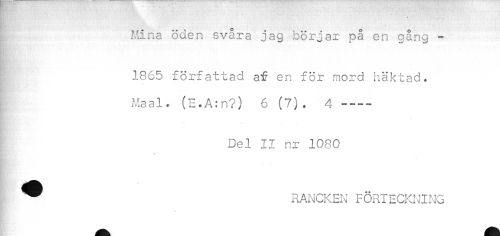 Mina öden svåra jag börjar på en gång -
1865 författad af en för mord häktad.
Maal. (E.A:n?) 6 (7). 4 ----
Del II nr 1080
RANCKEN FÖRTECKNING